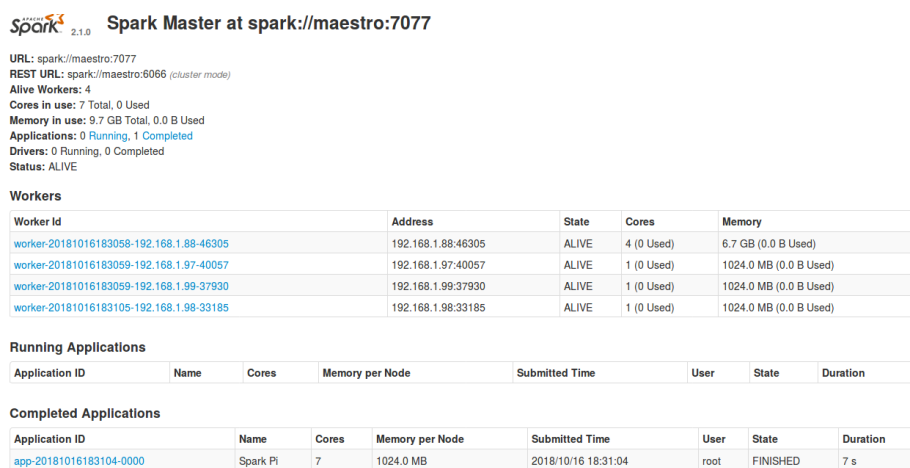 APACHE Spark 2.1.0 Spark Master at spark://maestro:7077
URL: spark://maestro:7077
REST URL: spark://maestro:6066 (cluster mode)
Alive Workers: 4
Cores in use: 7 Total, 0 Used
Memory in use: 9.7 GB Total, 0.0 B Used
Applications: 0 Running, 1 Completed
Drivers: 0 Running, 0 Completed
Status: ALIVE
Workers
Worker Id Address State Cores Memory
worker-20181016183058-192.168.1.88-46305 192.168.1.88:46305 ALIVE 4 (0 Used) 6.7 GB (0.0 B Used)
worker-20181016183059-192.168.1.97-40057 192.168.1.97:40057 ALIVE 1 (0 Used) 1024.0 MB (0.0 B Used)
worker-20181016183059-192.168.1.99-37930 192.168.1.99:37930 ALIVE 1 (0 Used) 1024.0 MB (0.0 B Used)
worker-20181016183105-192.168.1.98-33185 192.168.1.98:33185 ALIVE 1 (0 Used) 1024.0 MB (0.0 B Used)
Running Applications
Application ID Name Cores Memory per Node Submitted Time User State Duration
Completed Applications
Application ID Name Cores Memory per Node Submitted Time User State Duration
app-20181016183104-0000 Spark Pi 7 1024.0 MB 2018/10/16 18:31:04 root FINISHED 7 s